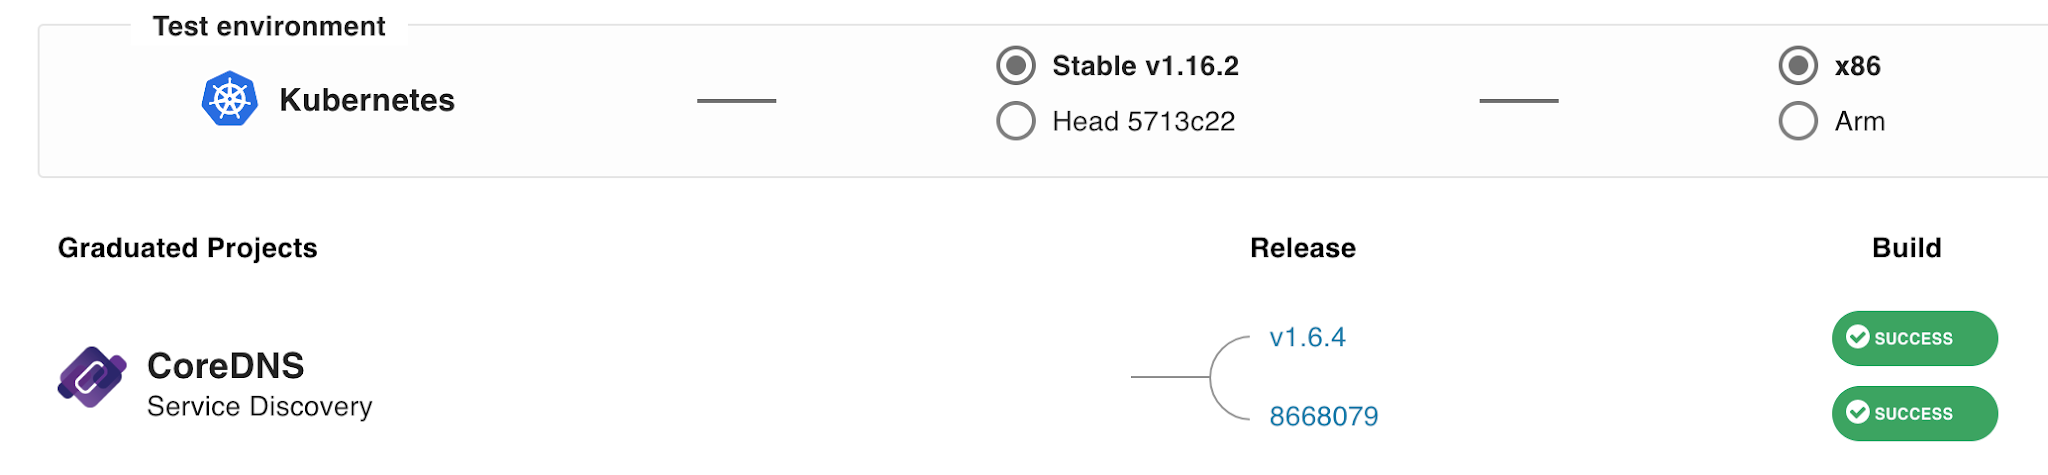 Test environment
Kubernetes
Stable v1.16.2
Head 5713c22
x86
Arm
Graduated Projects Release Build
CoreDNS
Service Discovery
v1.6.4 SUCCESS
8668079 SUCCESS